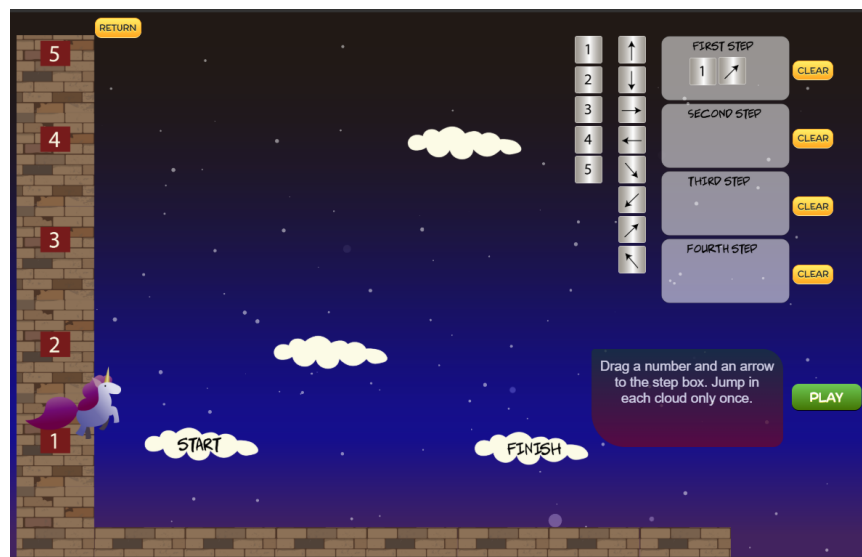 RETURN
5
4
3
2
1
START
FINISH
1
2
3
4
5
↑
↓
→
←
↘
↙
↗
↖
FIRST STEP
1 ↗
CLEAR
SECOND STEP
CLEAR
THIRD STEP
CLEAR
FOURTH STEP
CLEAR
Drag a number and an arrow
to the step box. Jump in
each cloud only once.
PLAY